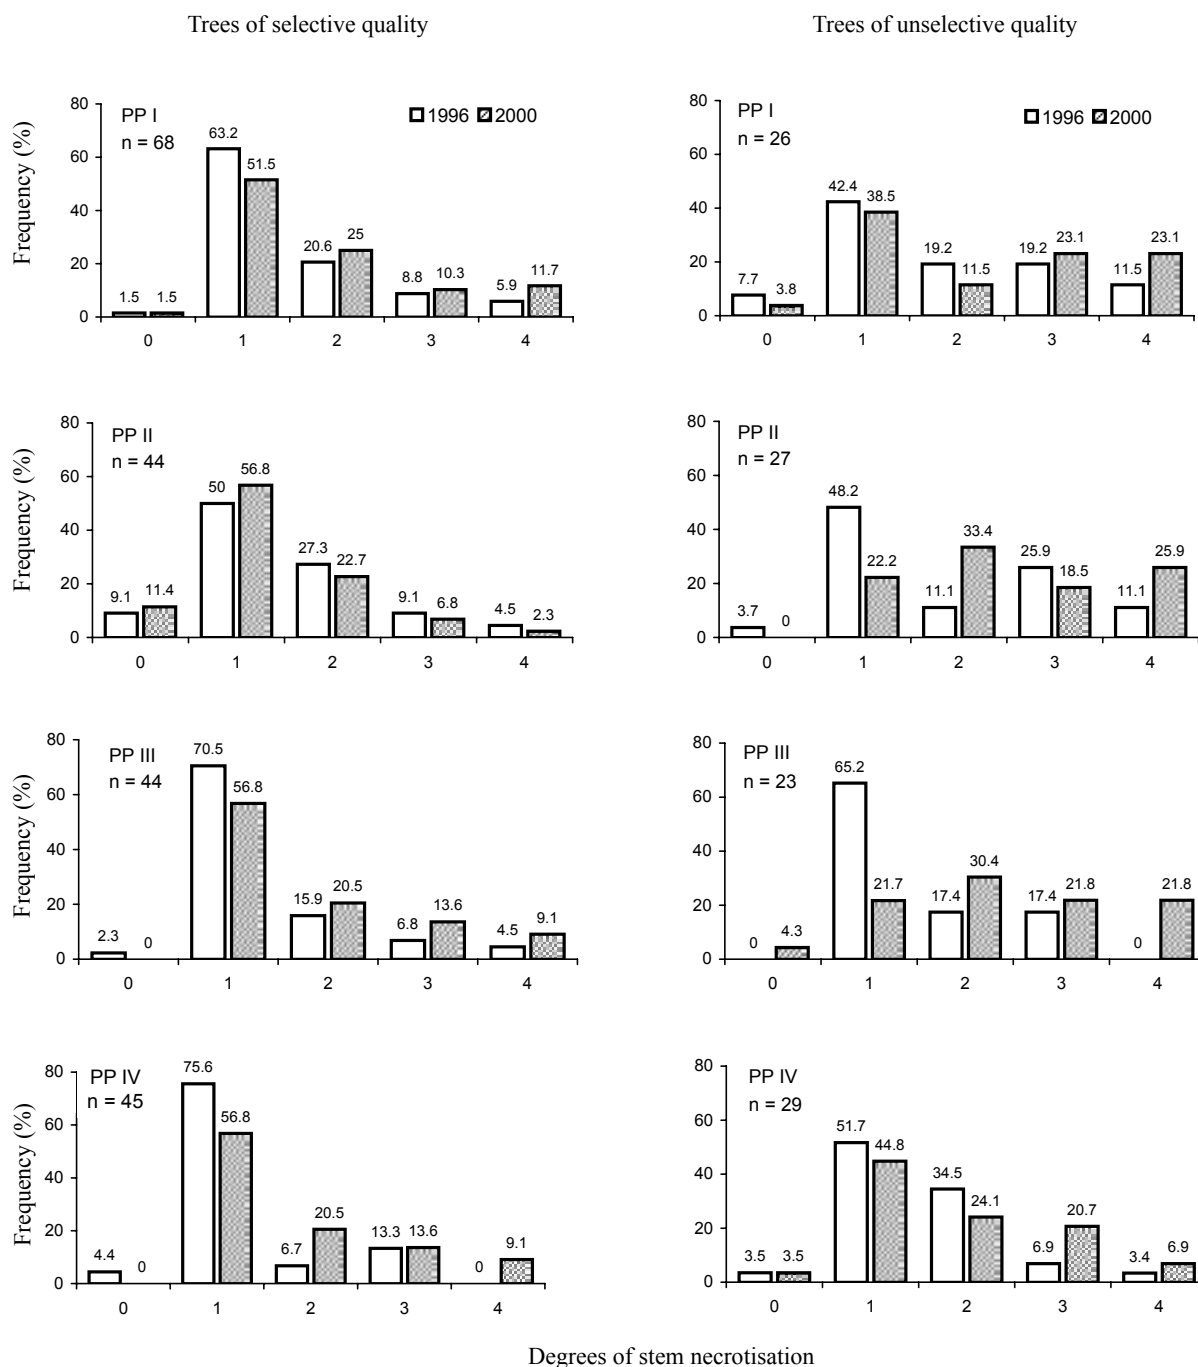 Trees of selective quality
Trees of unselective quality
Frequency (%)
80
60
40
20
0
PP I
n = 68
1996 2000
1.5 1.5
63.2 51.5
20.6 25
8.8 10.3
5.9 11.7
0 1 2 3 4
80
60
40
20
0
PP I
n = 26
1996 2000
7.7 3.8
42.4 38.5
19.2 11.5
19.2 23.1
11.5 23.1
0 1 2 3 4
Frequency (%)
80
60
40
20
0
PP II
n = 44
9.1 11.4
50 56.8
27.3 22.7
9.1 6.8
4.5 2.3
0 1 2 3 4
80
60
40
20
0
PP II
n = 27
3.7 0
48.2 22.2
11.1 33.4
25.9 18.5
11.1 25.9
0 1 2 3 4
Frequency (%)
80
60
40
20
0
PP III
n = 44
2.3 0
70.5 56.8
15.9 20.5
6.8 13.6
4.5 9.1
0 1 2 3 4
80
60
40
20
0
PP III
n = 23
0 4.3
65.2 21.7
17.4 30.4
17.4 21.8
0 21.8
0 1 2 3 4
Frequency (%)
80
60
40
20
0
PP IV
n = 45
4.4 0
75.6 56.8
6.7 20.5
13.3 13.6
0 9.1
0 1 2 3 4
80
60
40
20
0
PP IV
n = 29
3.5 3.5
51.7 44.8
34.5 24.1
6.9 20.7
3.4 6.9
0 1 2 3 4
Degrees of stem necrotisation